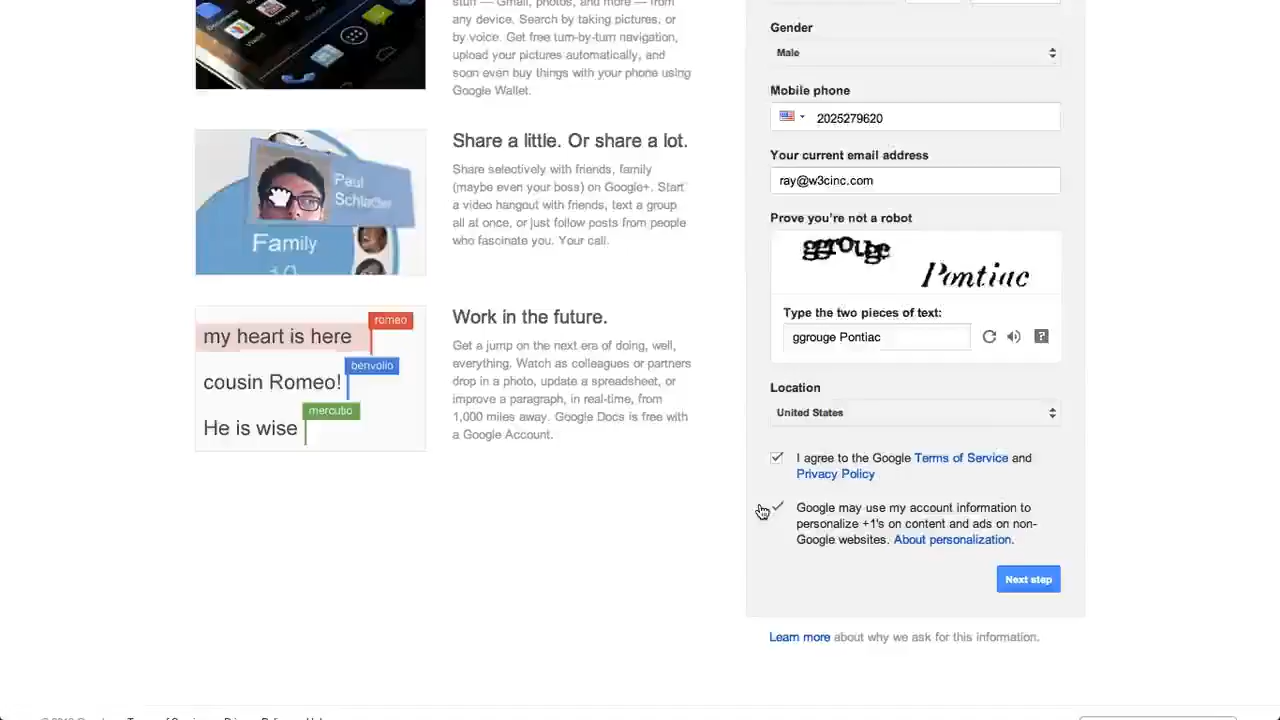 stuff — Gmail, photos, and more — from
any device. Search by taking pictures, or
by voice. Get free turn-by-turn navigation,
upload your pictures automatically, and
soon even buy things with your phone using
Google Wallet.
Share a little. Or share a lot.
Share selectively with friends, family
(maybe even your boss) on Google+. Start
a video hangout with friends, text a group
all at once, or just follow posts from people
who fascinate you. Your call.
Paul
Family
romeo
my heart is here
benvolio
cousin Romeo!
mercutio
He is wise
Work in the future.
Get a jump on the next era of doing, well,
everything. Watch as colleagues or partners
drop in a photo, update a spreadsheet, or
improve a paragraph, in real-time, from
1,000 miles away. Google Docs is free with
a Google Account.
Gender
Male
Mobile phone
2025279620
Your current email address
ray@w3cinc.com
Prove you're not a robot
ggrouge
Pontiac
Type the two pieces of text:
ggrouge Pontiac
?
Location
United States
I agree to the Google Terms of Service and
Privacy Policy
Google may use my account information to
personalize +1's on content and ads on non-
Google websites. About personalization.
Next step
Learn more about why we ask for this information.